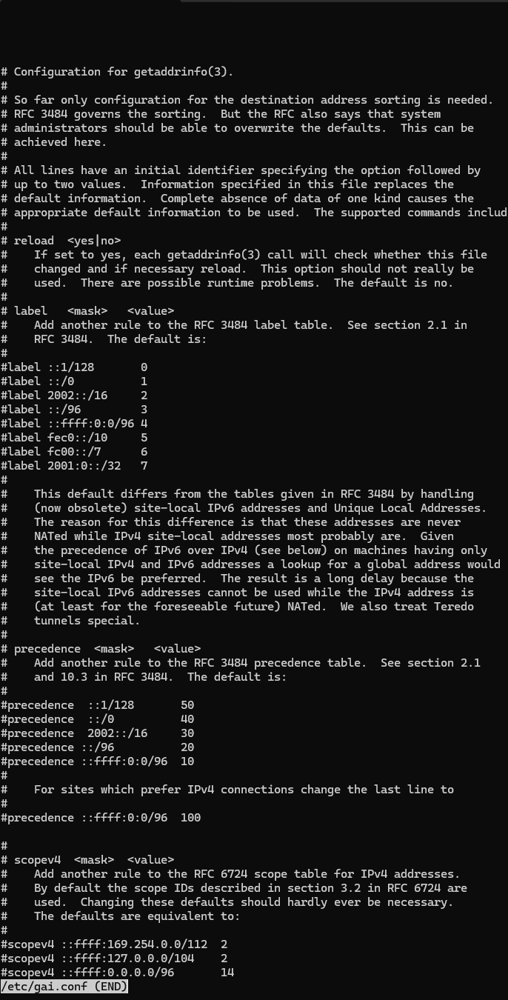 # Configuration for getaddrinfo(3).
#
# So far only configuration for the destination address sorting is needed.
# RFC 3484 governs the sorting.  But the RFC also says that system
# administrators should be able to overwrite the defaults.  This can be
# achieved here.
#
# All lines have an initial identifier specifying the option followed by
# up to two values.  Information specified in this file replaces the
# default information.  Complete absence of data of one kind causes the
# appropriate default information to be used.  The supported commands includ
#
# reload  <yes|no>
#    If set to yes, each getaddrinfo(3) call will check whether this file
#    changed and if necessary reload.  This option should not really be
#    used.  There are possible runtime problems.  The default is no.
#
# label   <mask>   <value>
#    Add another rule to the RFC 3484 label table.  See section 2.1 in
#    RFC 3484.  The default is:
#
#label ::1/128       0
#label ::/0          1
#label 2002::/16     2
#label ::/96         3
#label ::ffff:0:0/96 4
#label fec0::/10     5
#label fc00::/7      6
#label 2001:0::/32   7
#
#    This default differs from the tables given in RFC 3484 by handling
#    (now obsolete) site-local IPv6 addresses and Unique Local Addresses.
#    The reason for this difference is that these addresses are never
#    NATed while IPv4 site-local addresses most probably are.  Given
#    the precedence of IPv6 over IPv4 (see below) on machines having only
#    site-local IPv4 and IPv6 addresses a lookup for a global address would
#    see the IPv6 be preferred.  The result is a long delay because the
#    site-local IPv6 addresses cannot be used while the IPv4 address is
#    (at least for the foreseeable future) NATed.  We also treat Teredo
#    tunnels special.
#
# precedence  <mask>   <value>
#    Add another rule to the RFC 3484 precedence table.  See section 2.1
#    and 10.3 in RFC 3484.  The default is:
#
#precedence  ::1/128       50
#precedence  ::/0          40
#precedence  2002::/16     30
#precedence ::/96          20
#precedence ::ffff:0:0/96  10
#
#    For sites which prefer IPv4 connections change the last line to
#
#precedence ::ffff:0:0/96  100

#
# scopev4  <mask>  <value>
#    Add another rule to the RFC 6724 scope table for IPv4 addresses.
#    By default the scope IDs described in section 3.2 in RFC 6724 are
#    used.  Changing these defaults should hardly ever be necessary.
#    The defaults are equivalent to:
#
#scopev4 ::ffff:169.254.0.0/112  2
#scopev4 ::ffff:127.0.0.0/104    2
#scopev4 ::ffff:0.0.0.0/96       14
/etc/gai.conf (END)